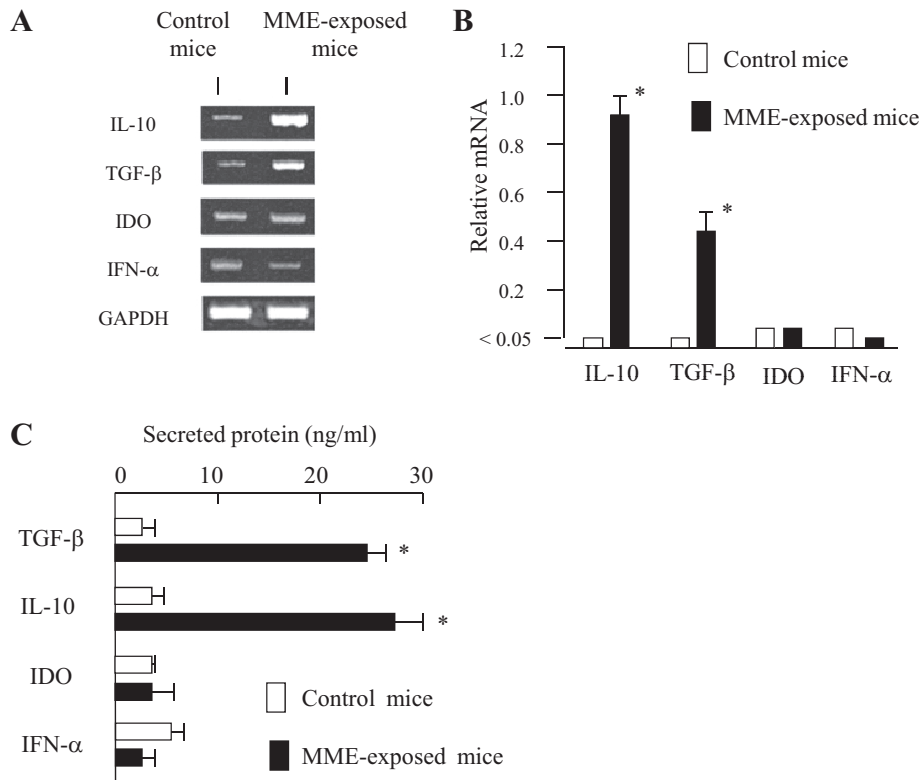 A
Control mice
MME-exposed mice
IL-10
TGF-β
IDO
IFN-α
GAPDH
B
1.2
1.0
0.8
0.6
0.4
0.2
< 0.05
Relative mRNA
Control mice
MME-exposed mice
*
*
IL-10 TGF-β IDO IFN-α
C
Secreted protein (ng/ml)
0 10 20 30
TGF-β
*
IL-10
*
IDO
IFN-α
Control mice
MME-exposed mice